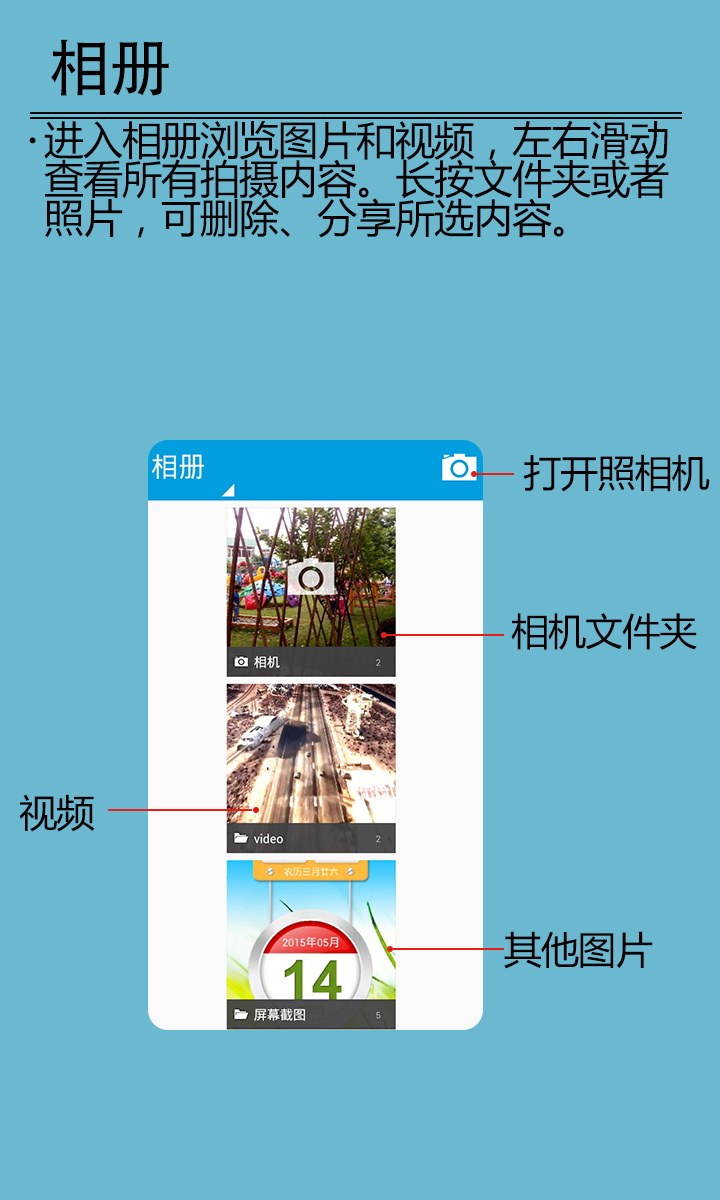 相册
·进入相册浏览图片和视频，左右滑动
查看所有拍摄内容。长按文件夹或者
照片，可删除、分享所选内容。
相册
打开照相机
相机文件夹
相机 2
视频
video 2
农历三月廿六
2015年05月
14
其他图片
屏幕截图 5